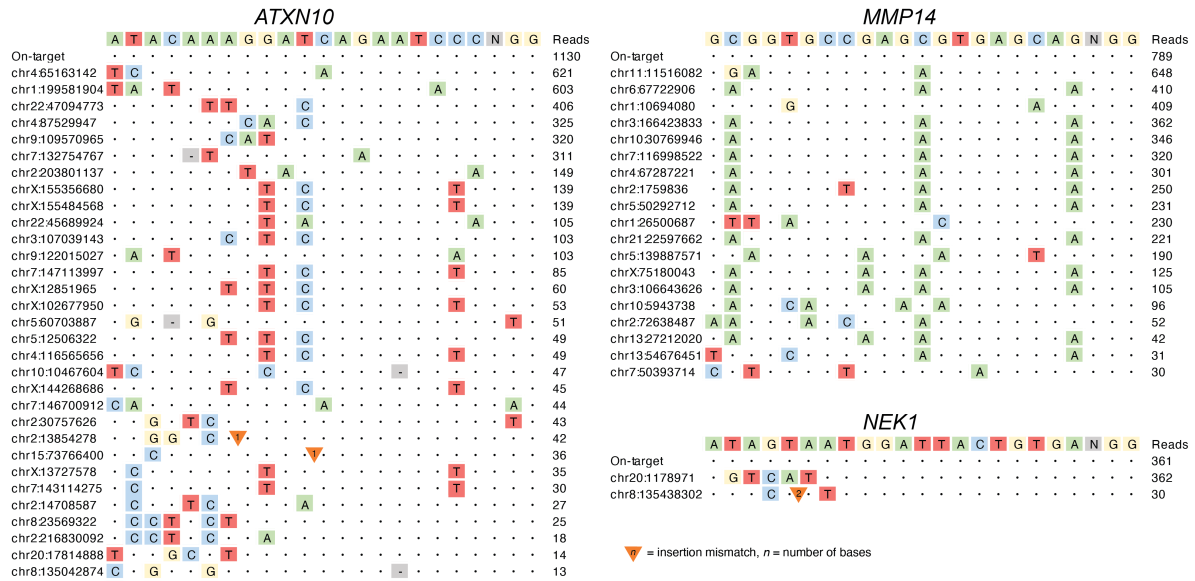 ATXN10
A T A C A A A G G A T C A G A A T C C C N G G Reads
On-target 1130
chr4:65163142 T C A 621
chr1:199581904 T A T A 603
chr22:47094773 T T C 406
chr4:87529947 C A C 325
chr9:109570965 C A T 320
chr7:132754767 - T A 311
chr2:203801137 T A A 149
chrX:155356680 T C T 139
chrX:155484568 T C T 139
chr22:45689924 T A A 105
chr3:107039143 C T C 103
chr9:122015027 A T A 103
chr7:147113997 T C T 85
chrX:12851965 T T C 60
chrX:102677950 T C T 53
chr5:60703887 G - G T 51
chr5:12506322 T T C 49
chr4:116565656 T C T 49
chr10:10467604 T C C - 47
chrX:144268686 T C T 45
chr7:146700912 C A A A 44
chr2:30757626 G T C T 43
chr2:13854278 G G C 1 42
chr15:73766400 C 1 36
chrX:13727578 C T T 35
chr7:143114275 C T T 30
chr2:14708587 C T C A 27
chr8:23569322 C C T C T 25
chr2:216830092 C C T C A 18
chr20:17814888 T G C T 14
chr8:135042874 C G G - 13
MMP14
G C G G T G C C G A G C G T G A G C A G N G G Reads
On-target 789
chr11:11516082 G A A 648
chr6:67722906 A A A 410
chr1:10694080 G A 409
chr3:166423833 A A A 362
chr10:30769946 A A A 346
chr7:116998522 A A A 320
chr4:67287221 A A A 301
chr2:1759836 A T A A 250
chr5:50292712 A A A 231
chr1:26500687 T T A C 230
chr21:22597662 A A A 221
chr5:139887571 A A A T 190
chrX:75180043 A A A A 125
chr3:106643626 A A A A 105
chr10:5943738 A C A A A 96
chr2:72638487 A A A C A 52
chr13:27212020 A A A A 42
chr13:54676451 T C A A 31
chr7:50393714 C T T A 30
NEK1
A T A G T A A T G G A T T A C T G T G A N G G Reads
On-target 361
chr20:1178971 G T C A T 362
chr8:135438302 C 2 T 30
n = insertion mismatch, n = number of bases